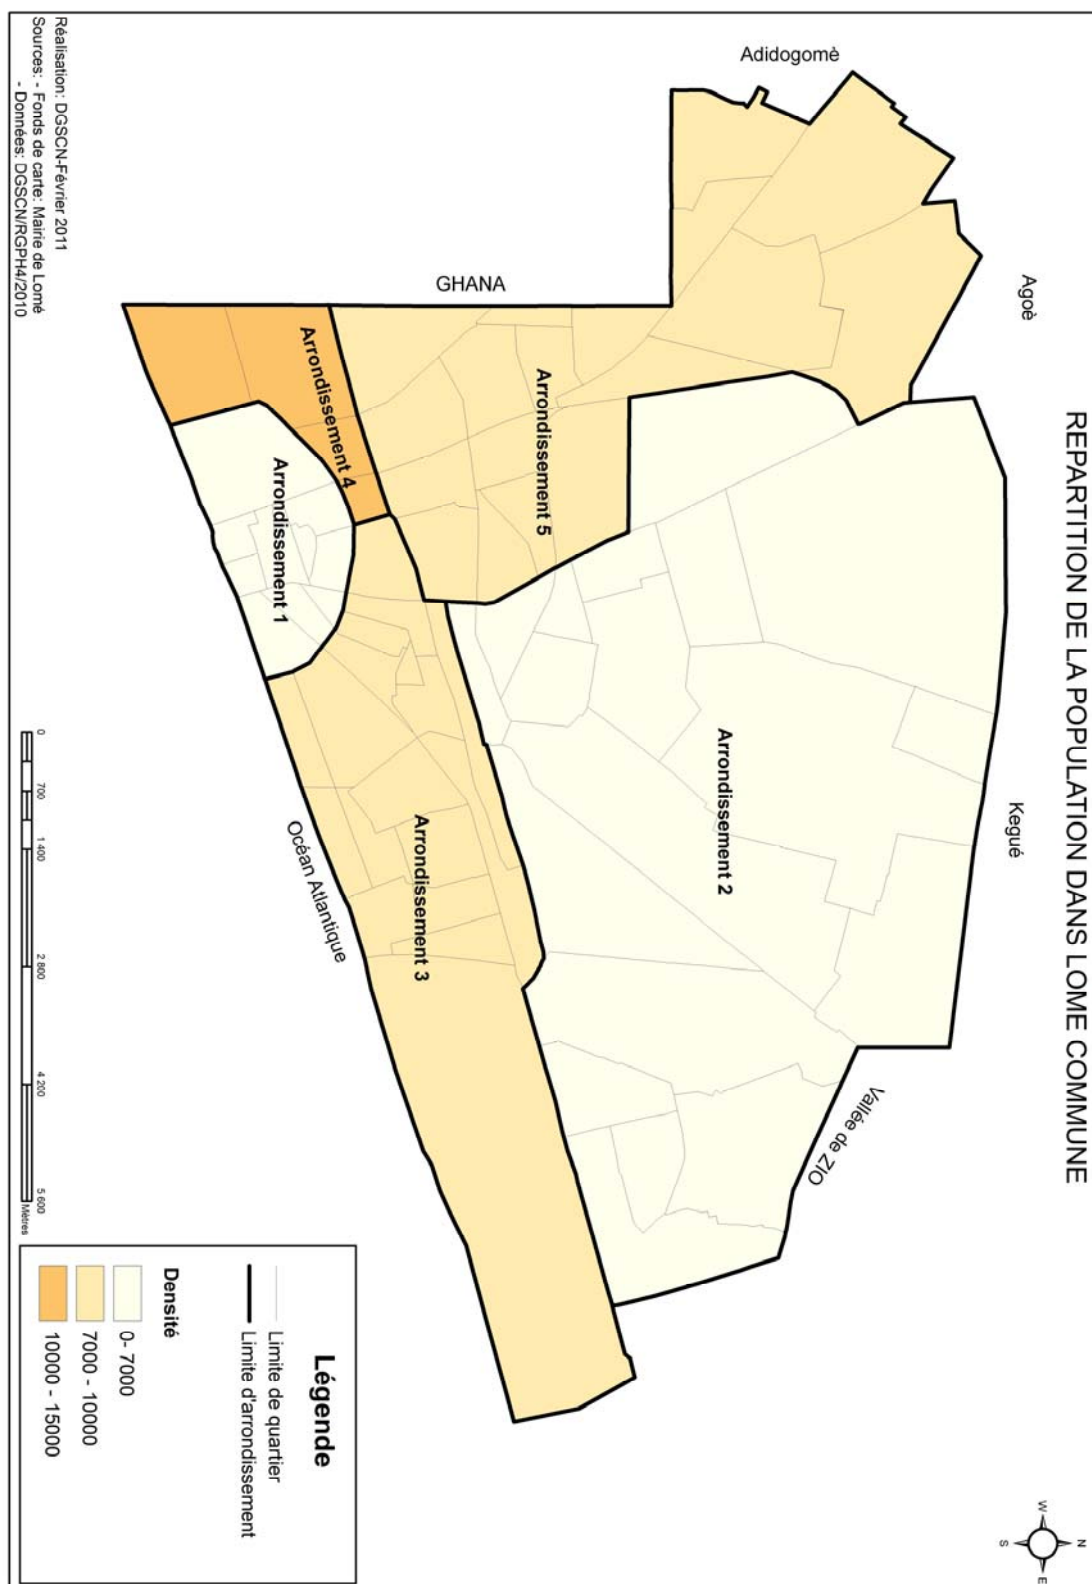 REPARTITION DE LA POPULATION DANS LOME COMMUNE
N
W
E
S
Adidogomè
Agoè
Kegué
Vallée de ZIO
GHANA
Océan Atlantique
Arrondissement 5
Arrondissement 2
Arrondissement 4
Arrondissement 1
Arrondissement 3
0 700 1 400 2 800 4 200 5 600
Mètres
Légende
Limite de quartier
Limite d'arrondissement
Densité
0- 7000
7000 - 10000
10000 - 15000
Réalisation: DGSCN-Février 2011
Sources: - Fonds de carte: Mairie de Lomé
- Données: DGSCN/RGPH4/2010